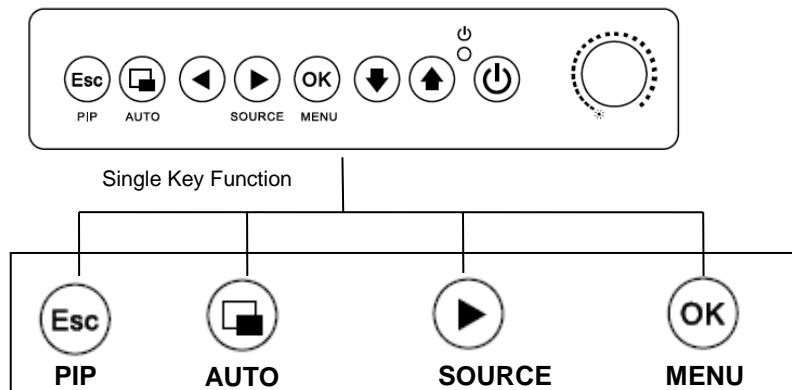 Esc OK
PIP AUTO SOURCE MENU
Single Key Function
Esc OK
PIP AUTO SOURCE MENU